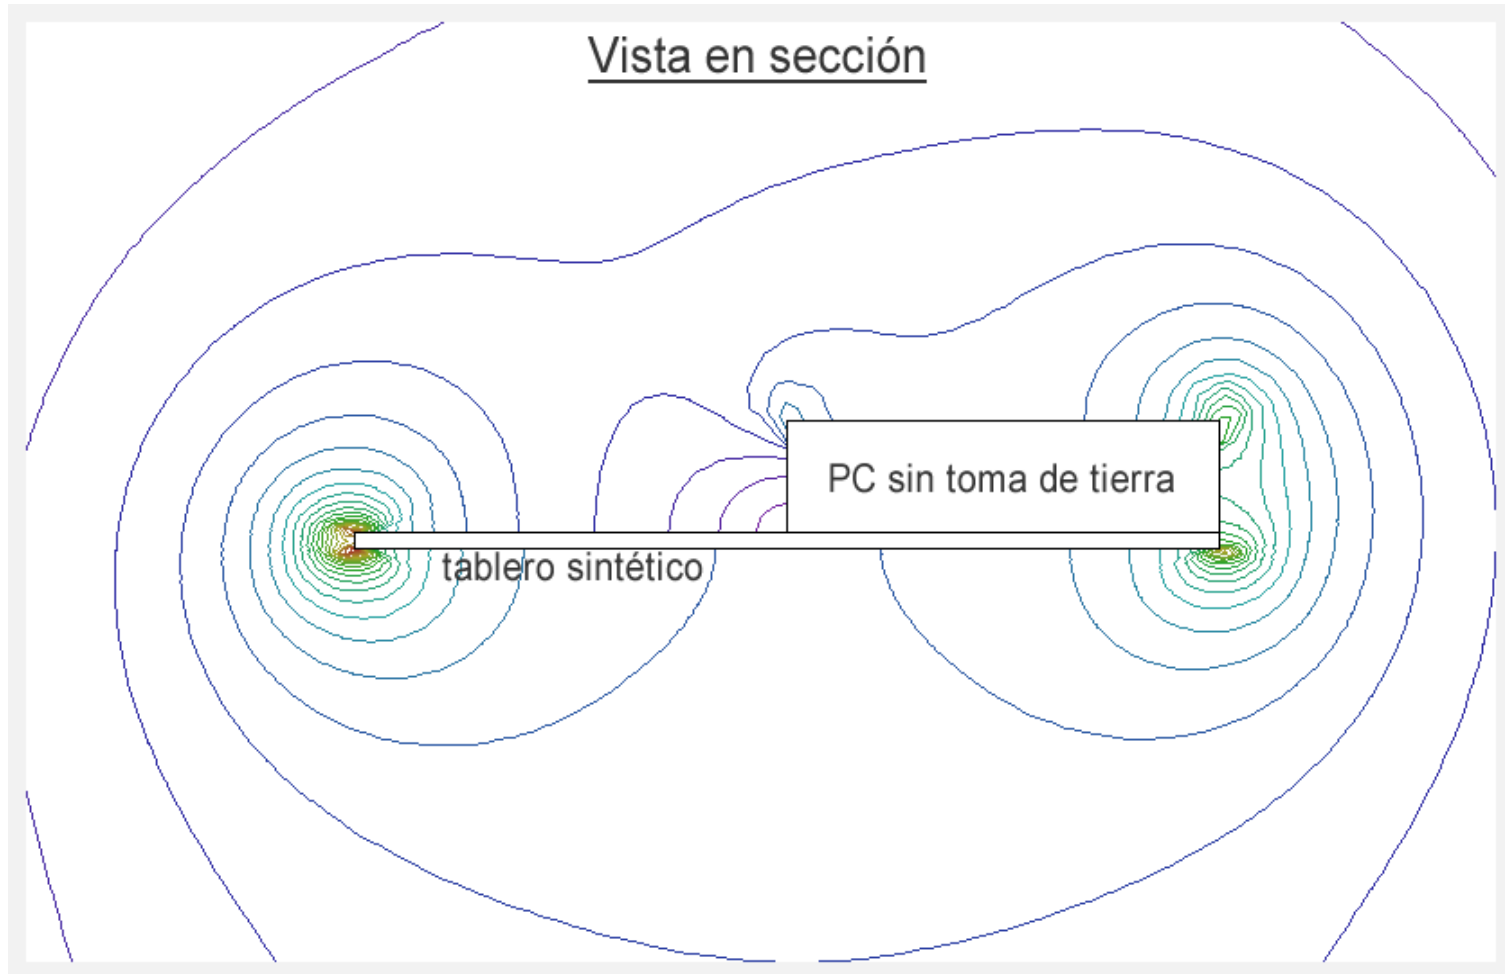 Vista en sección
PC sin toma de tierra
tablero sintético